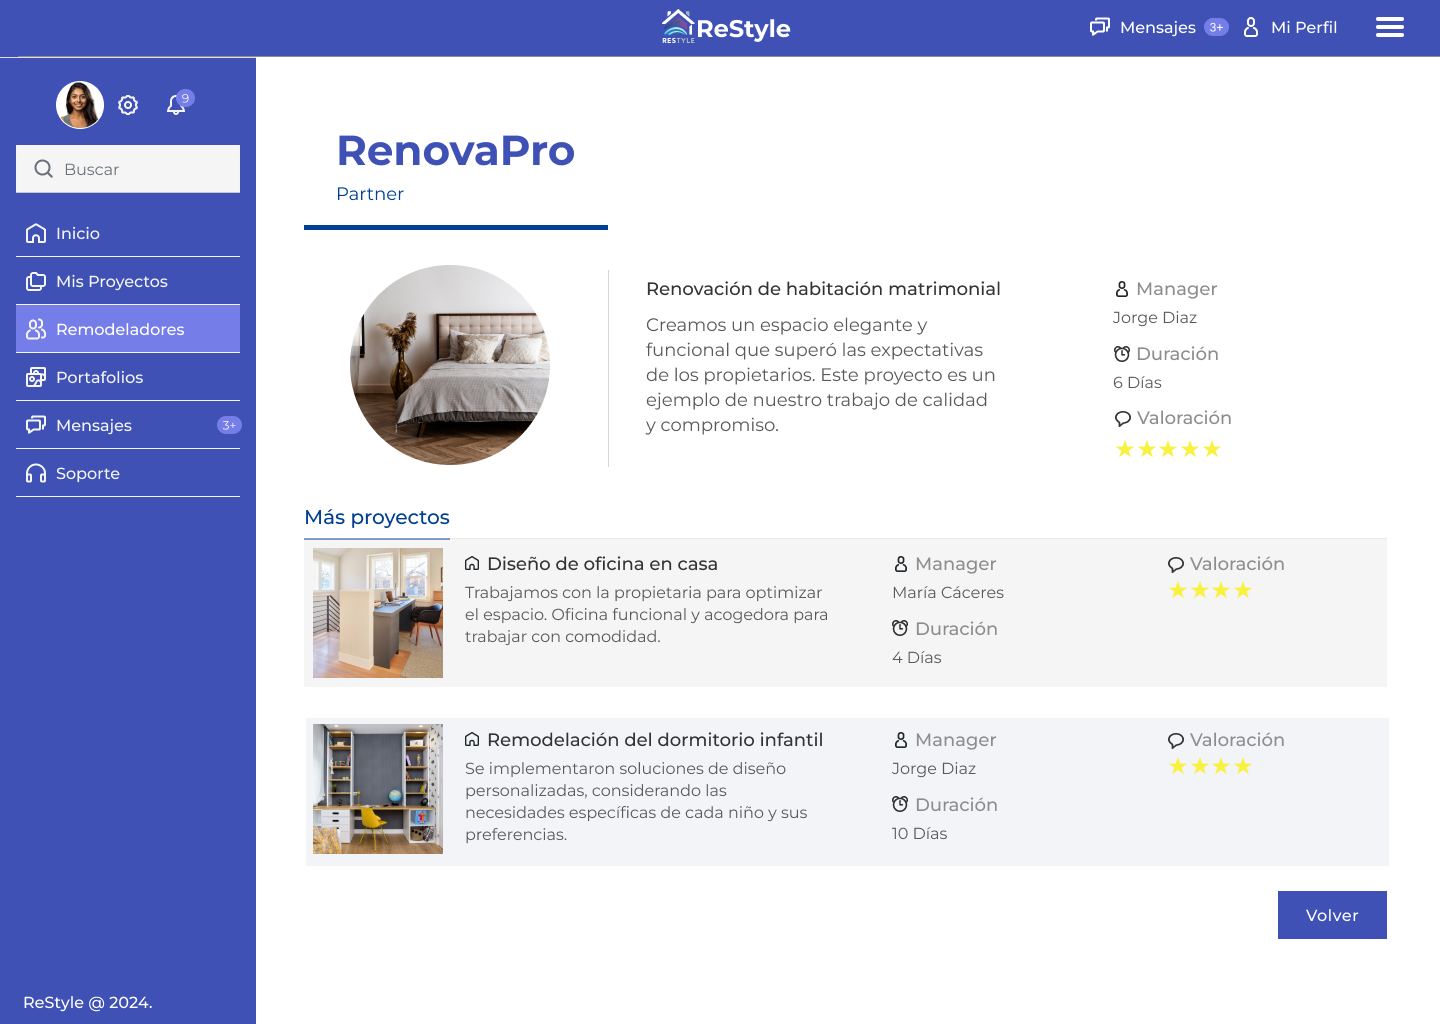 RESTYLE
ReStyle
Mensajes 3+
Mi Perfil
9
Buscar
Inicio
Mis Proyectos
Remodeladores
Portafolios
Mensajes 3+
Soporte
ReStyle @ 2024.
RenovaPro
Partner
Renovación de habitación matrimonial
Creamos un espacio elegante y
funcional que superó las expectativas
de los propietarios. Este proyecto es un
ejemplo de nuestro trabajo de calidad
y compromiso.
Manager
Jorge Diaz
Duración
6 Días
Valoración
Más proyectos
Diseño de oficina en casa
Trabajamos con la propietaria para optimizar
el espacio. Oficina funcional y acogedora para
trabajar con comodidad.
Manager
María Cáceres
Duración
4 Días
Valoración
Remodelación del dormitorio infantil
Se implementaron soluciones de diseño
personalizadas, considerando las
necesidades específicas de cada niño y sus
preferencias.
Manager
Jorge Diaz
Duración
10 Días
Valoración
Volver